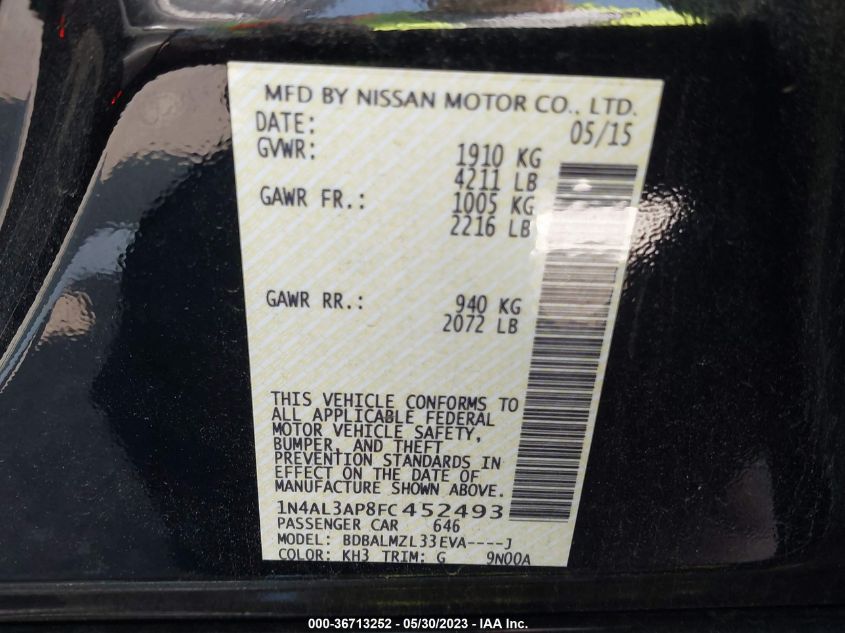 MFD BY NISSAN MOTOR CO., LTD.
DATE: 05/15
GVWR: 1910 KG
4211 LB
GAWR FR.: 1005 KG
2216 LB
GAWR RR.: 940 KG
2072 LB
THIS VEHICLE CONFORMS TO
ALL APPLICABLE FEDERAL
MOTOR VEHICLE SAFETY,
BUMPER, AND THEFT
PREVENTION STANDARDS IN
EFFECT ON THE DATE OF
MANUFACTURE SHOWN ABOVE.
1N4AL3AP8FC452493
PASSENGER CAR 646
MODEL: BDBALMZL33EVA----J
COLOR: KH3 TRIM: G 9N00A
000-36713252 - 05/30/2023 - IAA Inc.